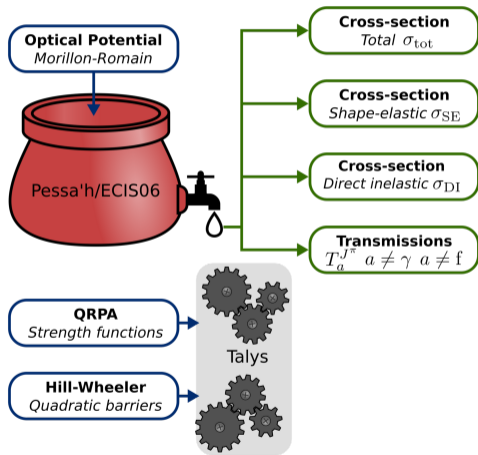 Optical Potential
Morillon-Romain
Pessa'h/ECIS06
Cross-section
Total σ_tot
Cross-section
Shape-elastic σ_SE
Cross-section
Direct inelastic σ_DI
Transmissions
T_a^{J^π} a ≠ γ a ≠ f
QRPA
Strength functions
Talys
Hill-Wheeler
Quadratic barriers